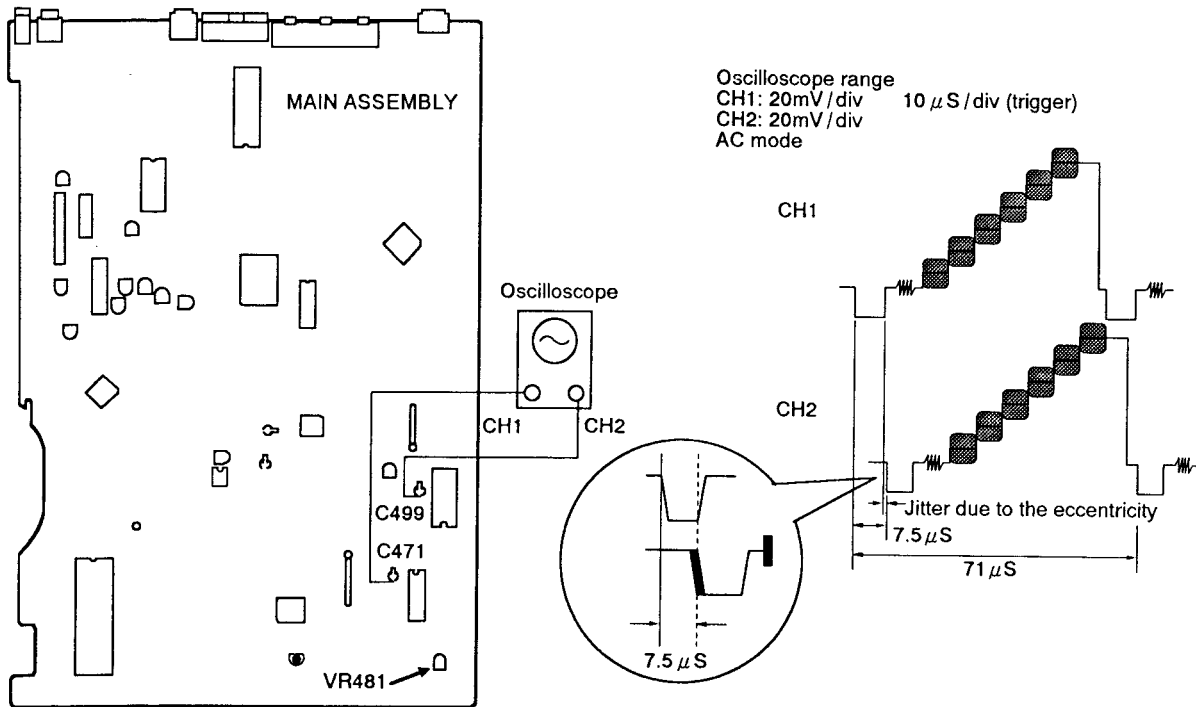 MAIN ASSEMBLY
Oscilloscope
CH1
CH2
C499
C471
VR481
Oscilloscope range
CH1: 20mV/div 10 μS/div (trigger)
CH2: 20mV/div
AC mode
CH1
CH2
Jitter due to the eccentricity
7.5 μS
71 μS
7.5 μS